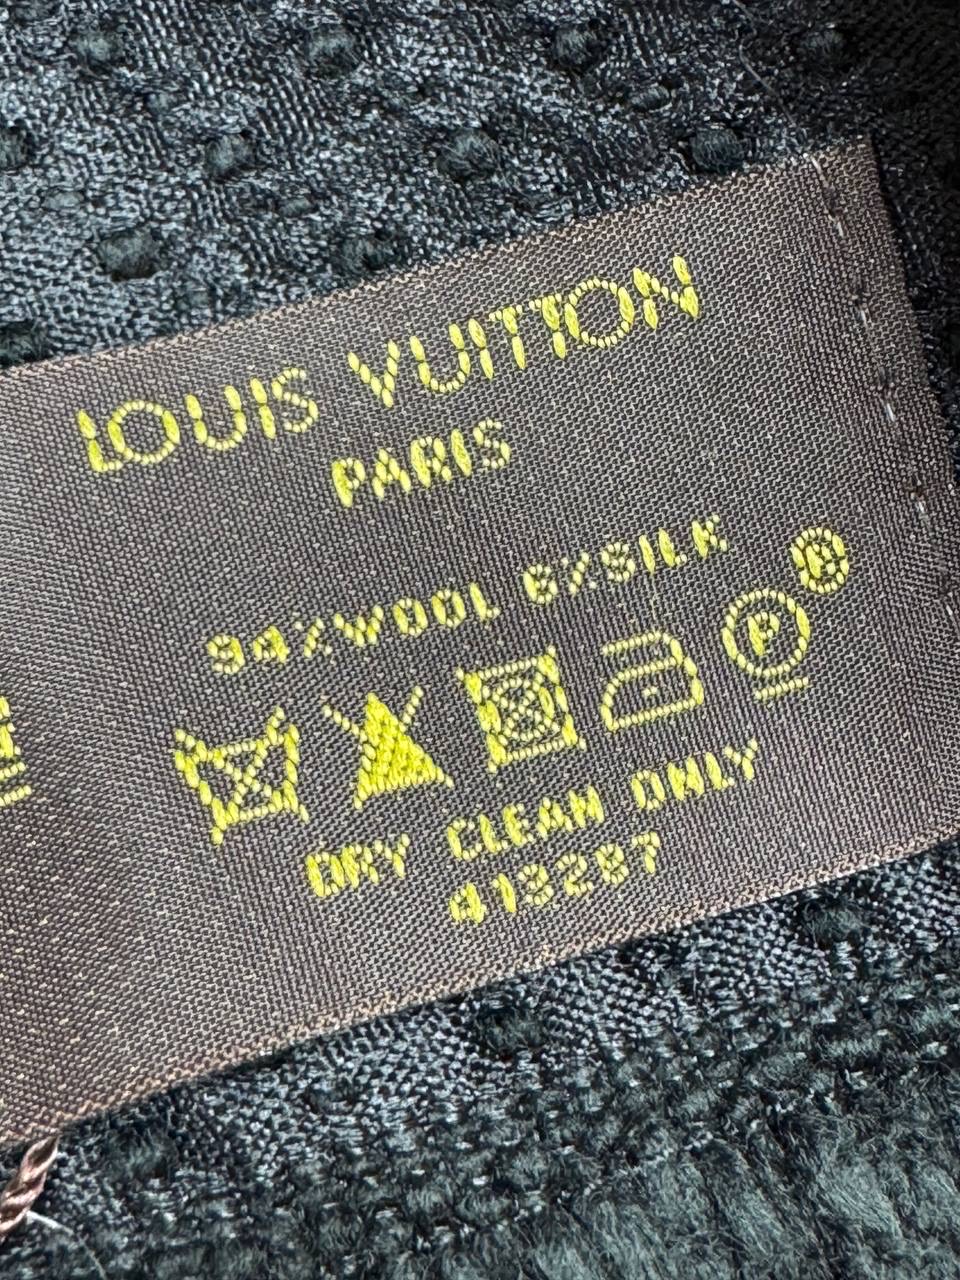 LOUIS VUITTON
PARIS
94%WOOL 6%SILK
P
R
DRY CLEAN ONLY
413287